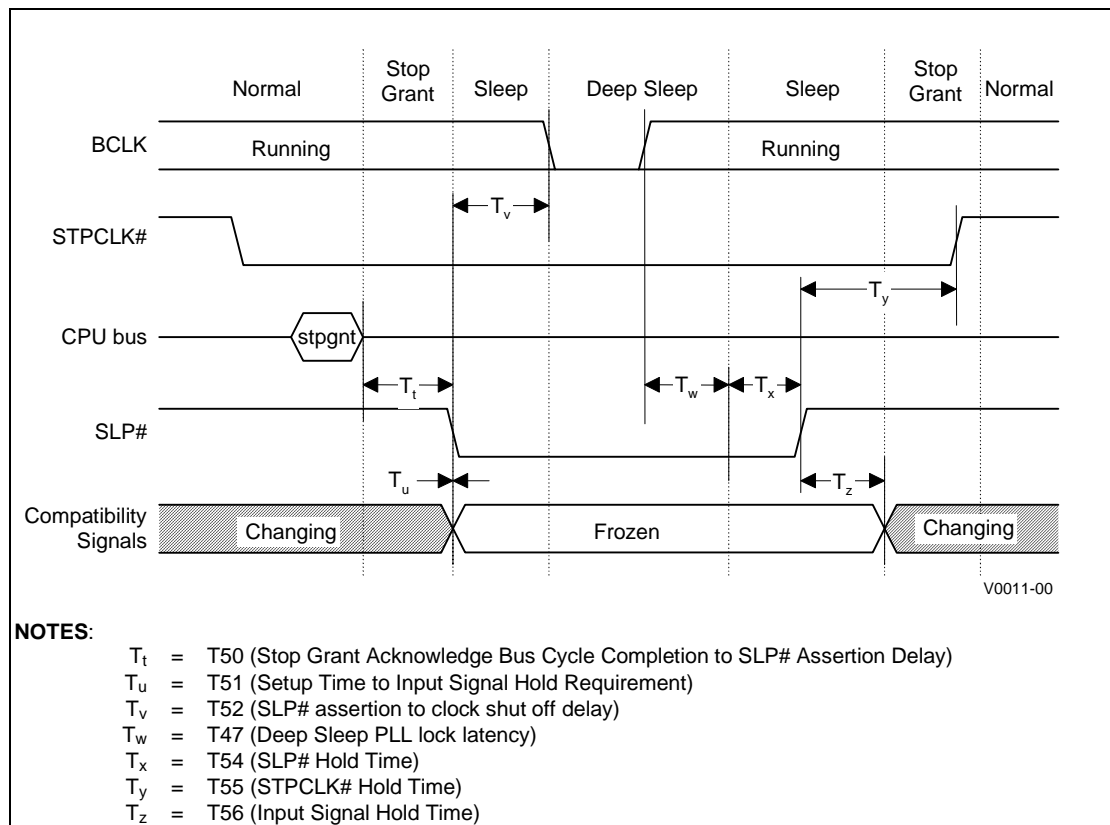 Normal
Stop
Grant
Sleep
Deep Sleep
Sleep
Stop
Grant
Normal
BCLK
Running
Running
Tv
STPCLK#
Ty
CPU bus
stpgnt
Tt
Tw
Tx
SLP#
Tu
Tz
Compatibility
Signals
Changing
Frozen
Changing
V0011-00
NOTES:
Tt = T50 (Stop Grant Acknowledge Bus Cycle Completion to SLP# Assertion Delay)
Tu = T51 (Setup Time to Input Signal Hold Requirement)
Tv = T52 (SLP# assertion to clock shut off delay)
Tw = T47 (Deep Sleep PLL lock latency)
Tx = T54 (SLP# Hold Time)
Ty = T55 (STPCLK# Hold Time)
Tz = T56 (Input Signal Hold Time)